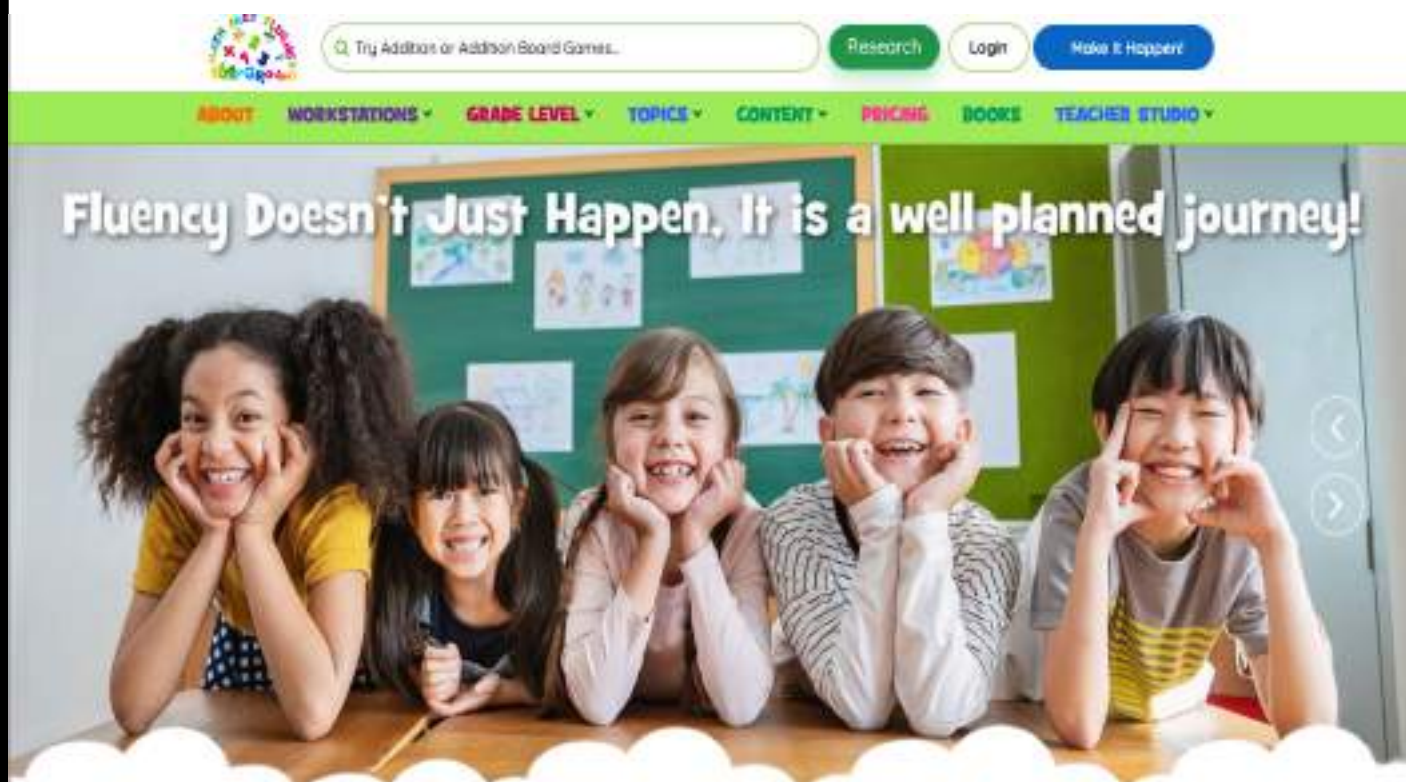 Try Addition or Addition Board Games...
Research
Login
Make It Happen!
ABOUT
WORKSTATIONS
GRADE LEVEL
TOPICS
CONTENT
PRICING
BOOKS
TEACHER STUDIO
Fluency Doesn't Just Happen, It is a well planned journey!